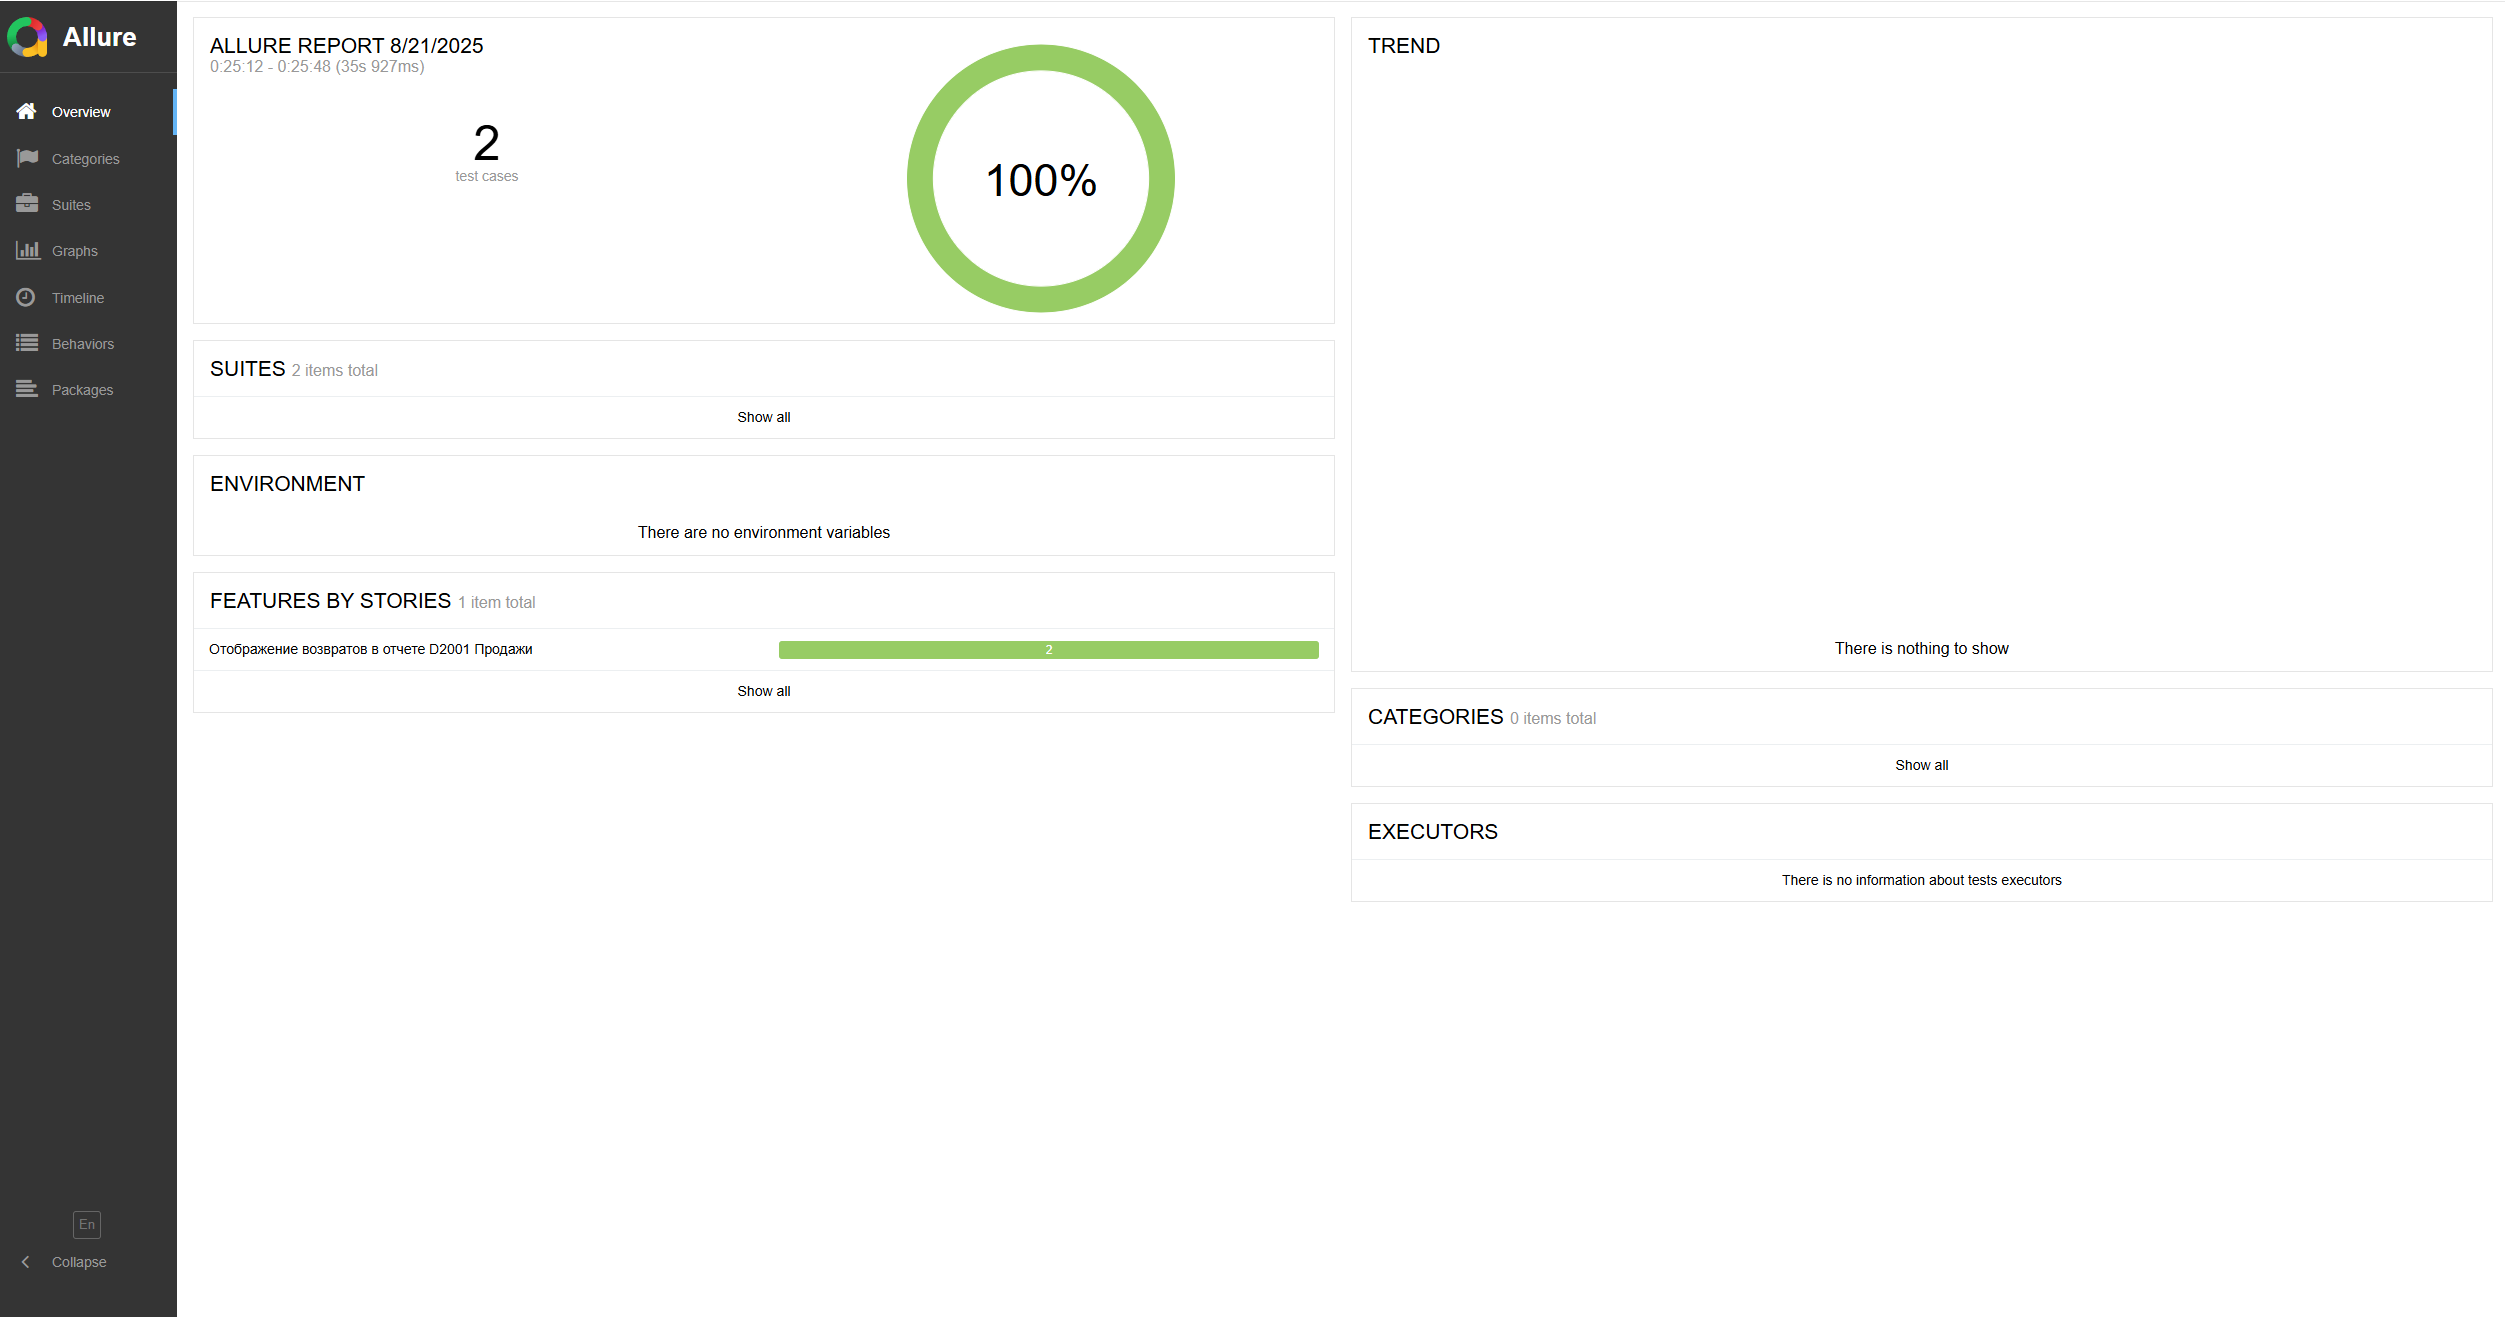 Allure
Overview
Categories
Suites
Graphs
Timeline
Behaviors
Packages
En
Collapse
ALLURE REPORT 8/21/2025
0:25:12 - 0:25:48 (35s 927ms)
2
test cases
100%
SUITES 2 items total
Show all
ENVIRONMENT
There are no environment variables
FEATURES BY STORIES 1 item total
Отображение возвратов в отчете D2001 Продажи 2
Show all
TREND
There is nothing to show
CATEGORIES 0 items total
Show all
EXECUTORS
There is no information about tests executors